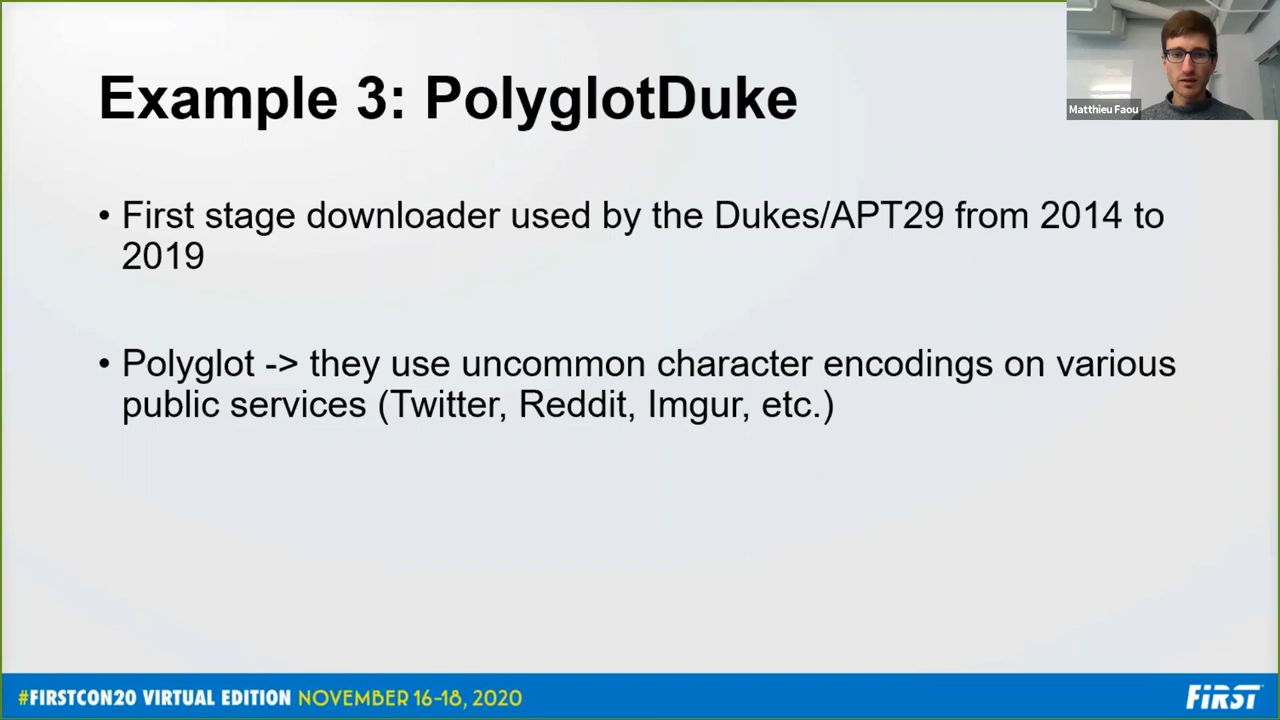 Example 3: PolyglotDuke
Matthieu Faou
• First stage downloader used by the Dukes/APT29 from 2014 to
2019
• Polyglot -> they use uncommon character encodings on various
public services (Twitter, Reddit, Imgur, etc.)
#FIRSTCON20 VIRTUAL EDITION NOVEMBER 16-18, 2020
FiRST